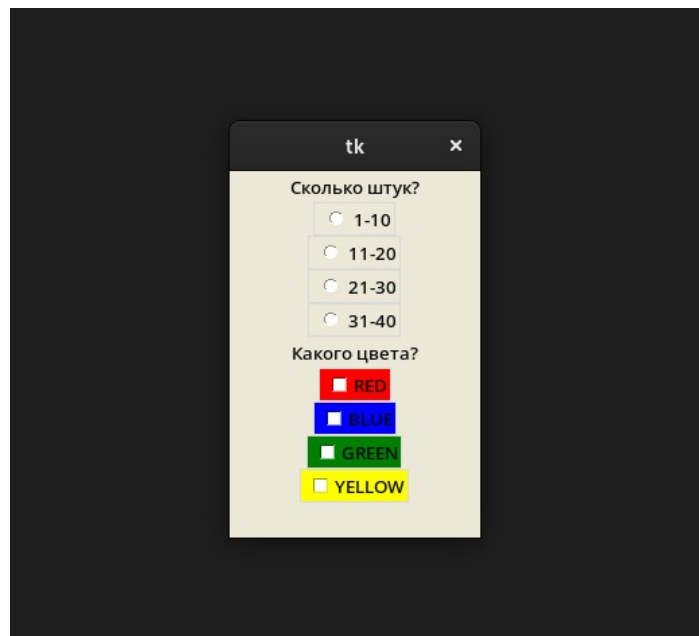 tk ×
Сколько штук?
1-10
11-20
21-30
31-40
Какого цвета?
RED
BLUE
GREEN
YELLOW